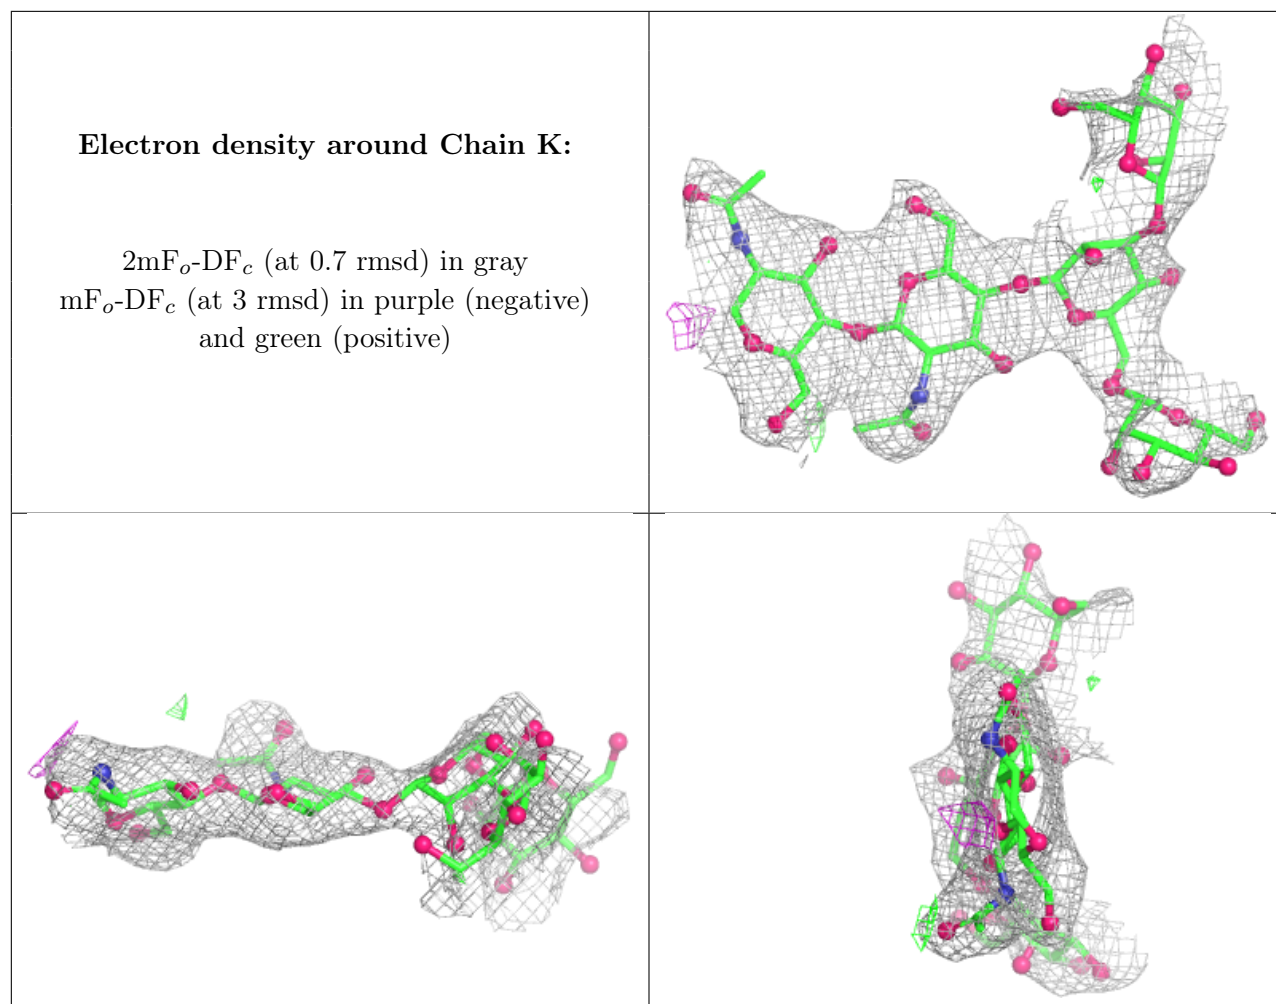 Electron density around Chain K:
2mFo-DFc (at 0.7 rmsd) in gray
mFo-DFc (at 3 rmsd) in purple (negative)
and green (positive)